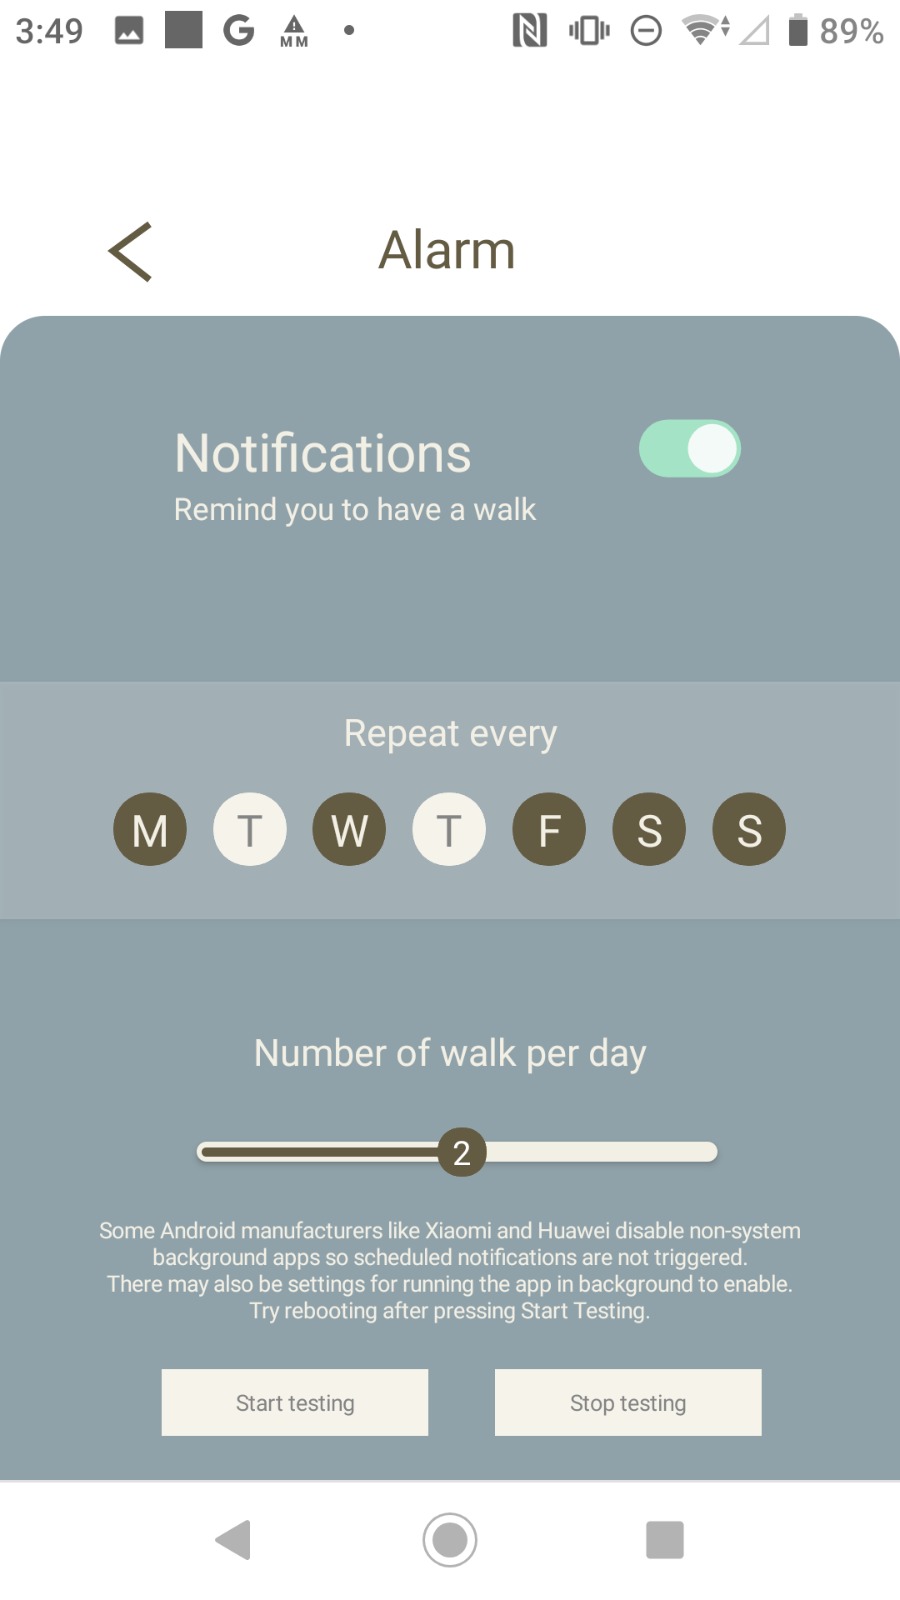 3:49 G MM 89%
Alarm
Notifications
Remind you to have a walk
Repeat every
M T W T F S S
Number of walk per day
2
Some Android manufacturers like Xiaomi and Huawei disable non-system
background apps so scheduled notifications are not triggered.
There may also be settings for running the app in background to enable.
Try rebooting after pressing Start Testing.
Start testing Stop testing